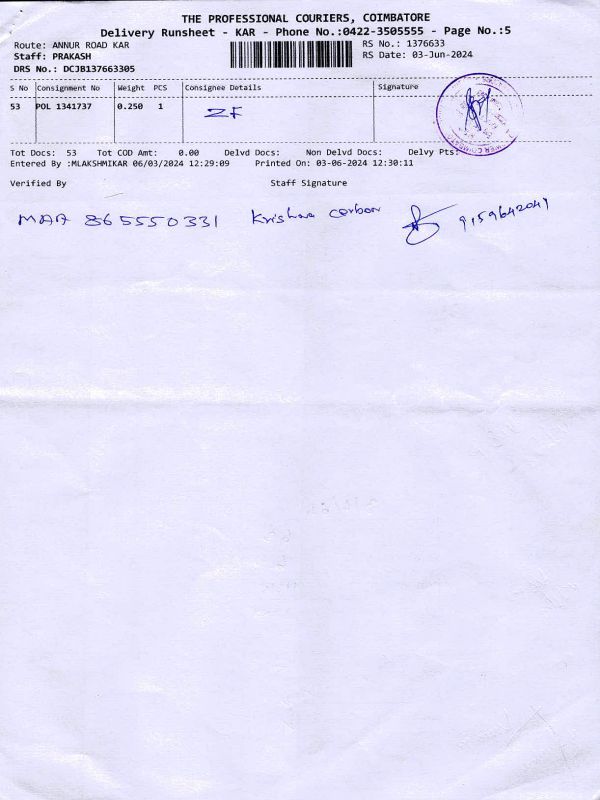 THE PROFESSIONAL COURIERS, COIMBATORE
Delivery Runsheet - KAR - Phone No.:0422-3505555 - Page No.:5
Route: ANNUR ROAD KAR RS No.: 1376633
Staff: PRAKASH RS Date: 03-Jun-2024
DRS No.: DCJB137663305
S No Consignment No Weight PCS Consignee Details Signature
53 POL 1341737 0.250 1 ZF
Tot Docs: 53 Tot COD Amt: 0.00 Delvd Docs: Non Delvd Docs: Delvy Pts:
Entered By :MLAKSHMIKAR 06/03/2024 12:29:09 Printed On: 03-06-2024 12:30:11
Verified By Staff Signature
MAA 865550331 Krishna carbon 9159642049